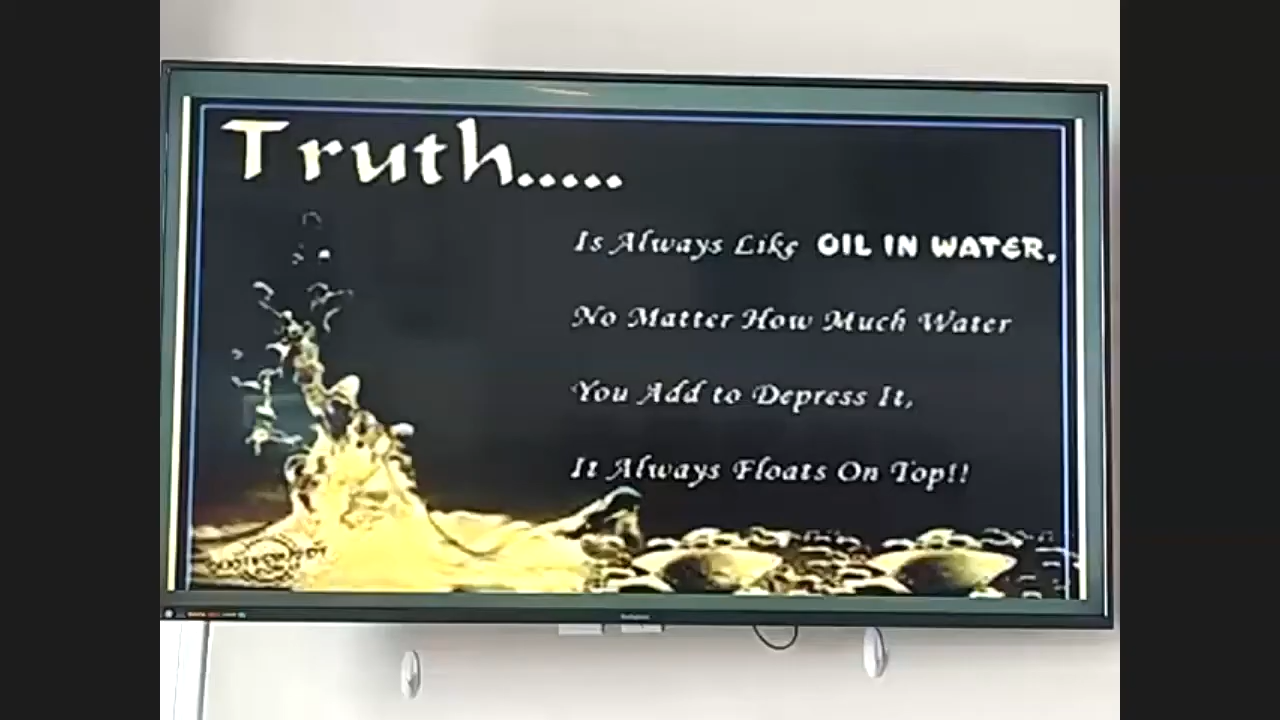 Truth.....
Is Always Like OIL IN WATER,
No Matter How Much Water
You Add to Depress It,
It Always Floats On Top!!